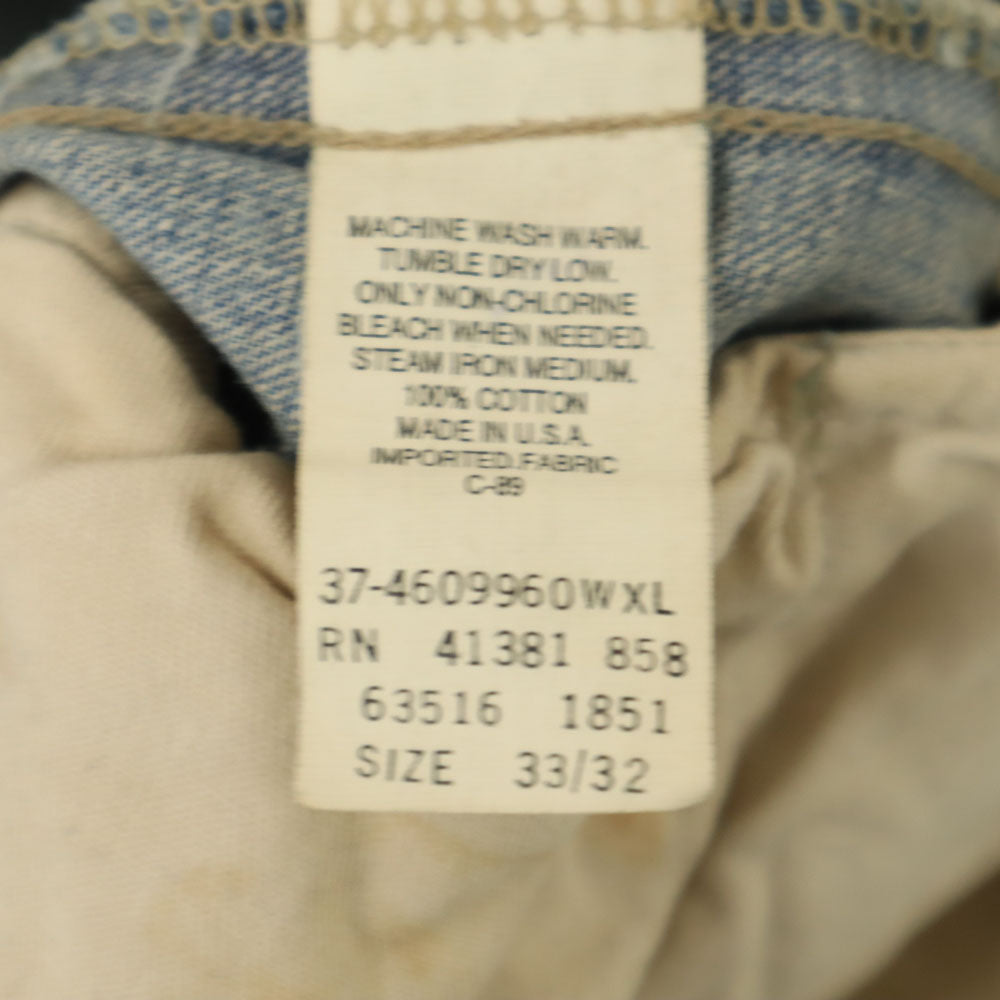 MACHINE WASH WARM.
TUMBLE DRY LOW.
ONLY NON-CHLORINE
BLEACH WHEN NEEDED.
STEAM IRON MEDIUM.
100% COTTON
MADE IN U.S.A.
IMPORTED FABRIC
C-89
37-4609960WXL
RN 41381 858
63516 1851
SIZE 33/32